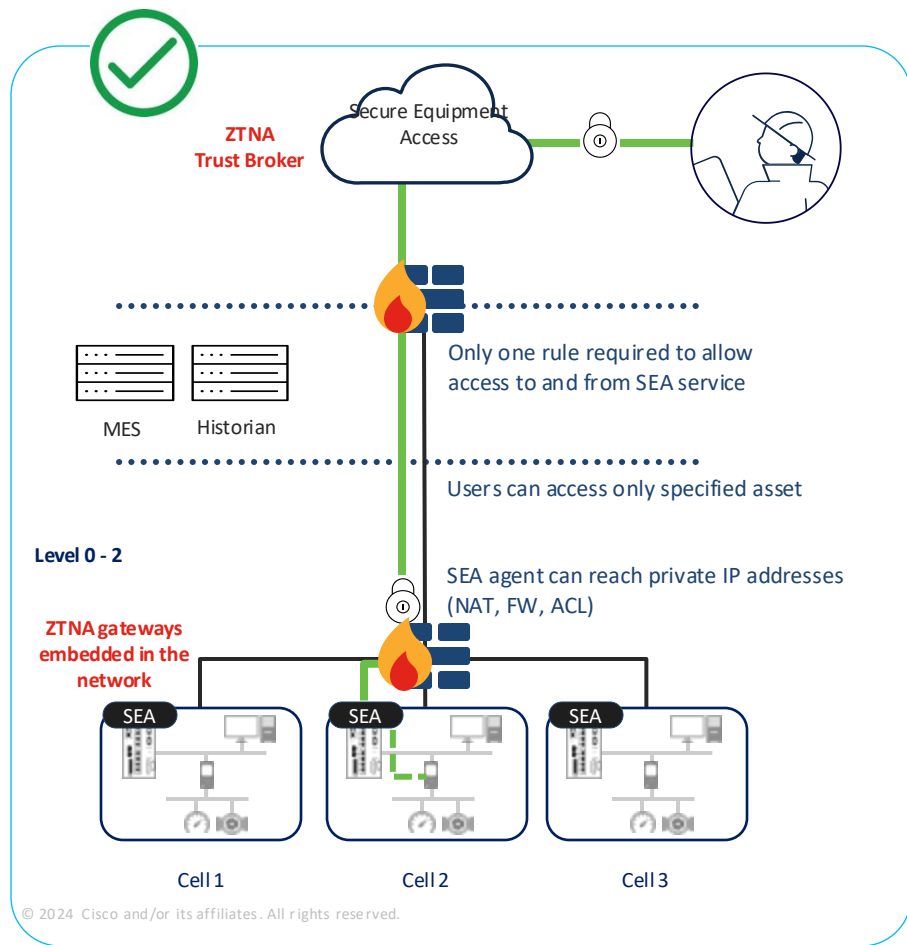 Secure Equipment
Access
ZTNA
Trust Broker
Only one rule required to allow
access to and from SEA service
MES
Historian
Users can access only specified asset
Level 0 - 2
SEA agent can reach private IP addresses
(NAT, FW, ACL)
ZTNA gateways
embedded in the
network
SEA
SEA
SEA
Cell 1
Cell 2
Cell 3
© 2024 Cisco and/or its affiliates. All rights reserved.